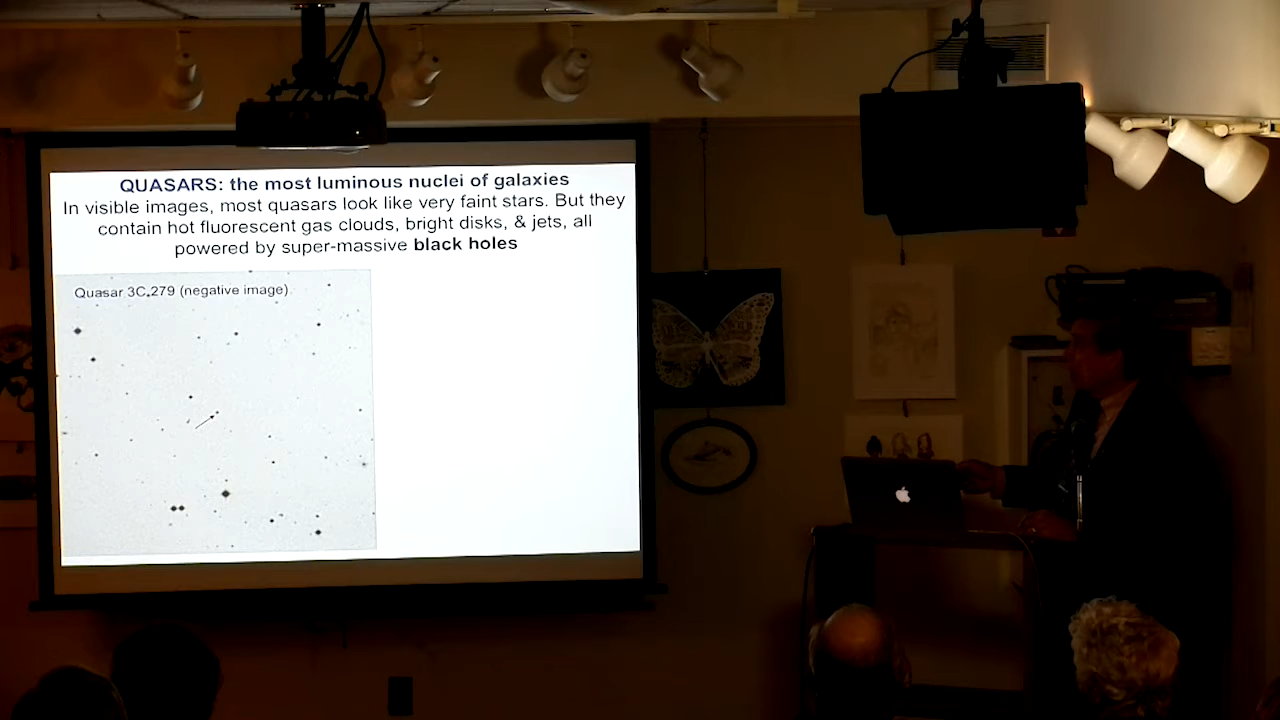 QUASARS: the most luminous nuclei of galaxies
In visible images, most quasars look like very faint stars. But they
contain hot fluorescent gas clouds, bright disks, & jets, all
powered by super-massive black holes
Quasar 3C 279 (negative image)